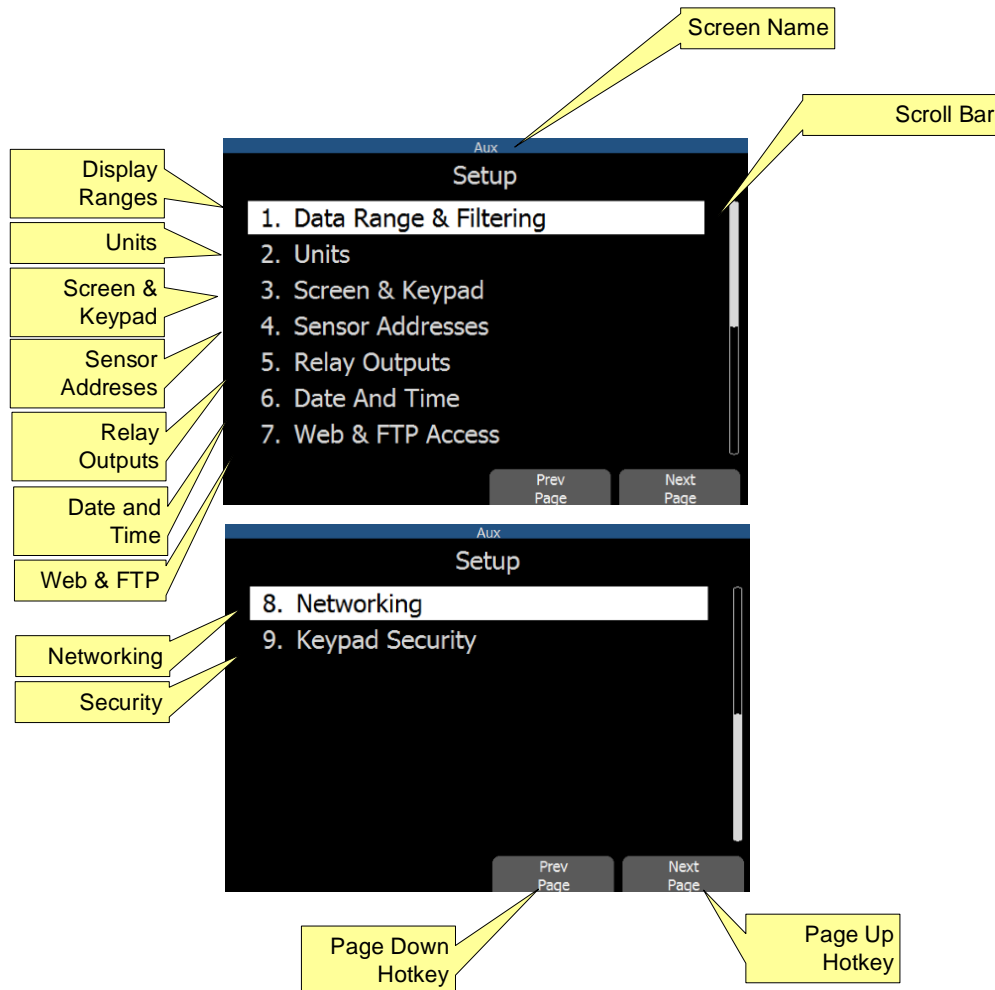 Screen Name
Scroll Bar
Aux
Setup
Display
Ranges
1. Data Range & Filtering
Units
2. Units
Screen &
Keypad
3. Screen & Keypad
Sensor
Addreses
4. Sensor Addresses
Relay
Outputs
5. Relay Outputs
Date and
Time
6. Date And Time
Web & FTP
7. Web & FTP Access
Prev
Page
Next
Page
Aux
Setup
Networking
8. Networking
Security
9. Keypad Security
Prev
Page
Next
Page
Page Down
Hotkey
Page Up
Hotkey